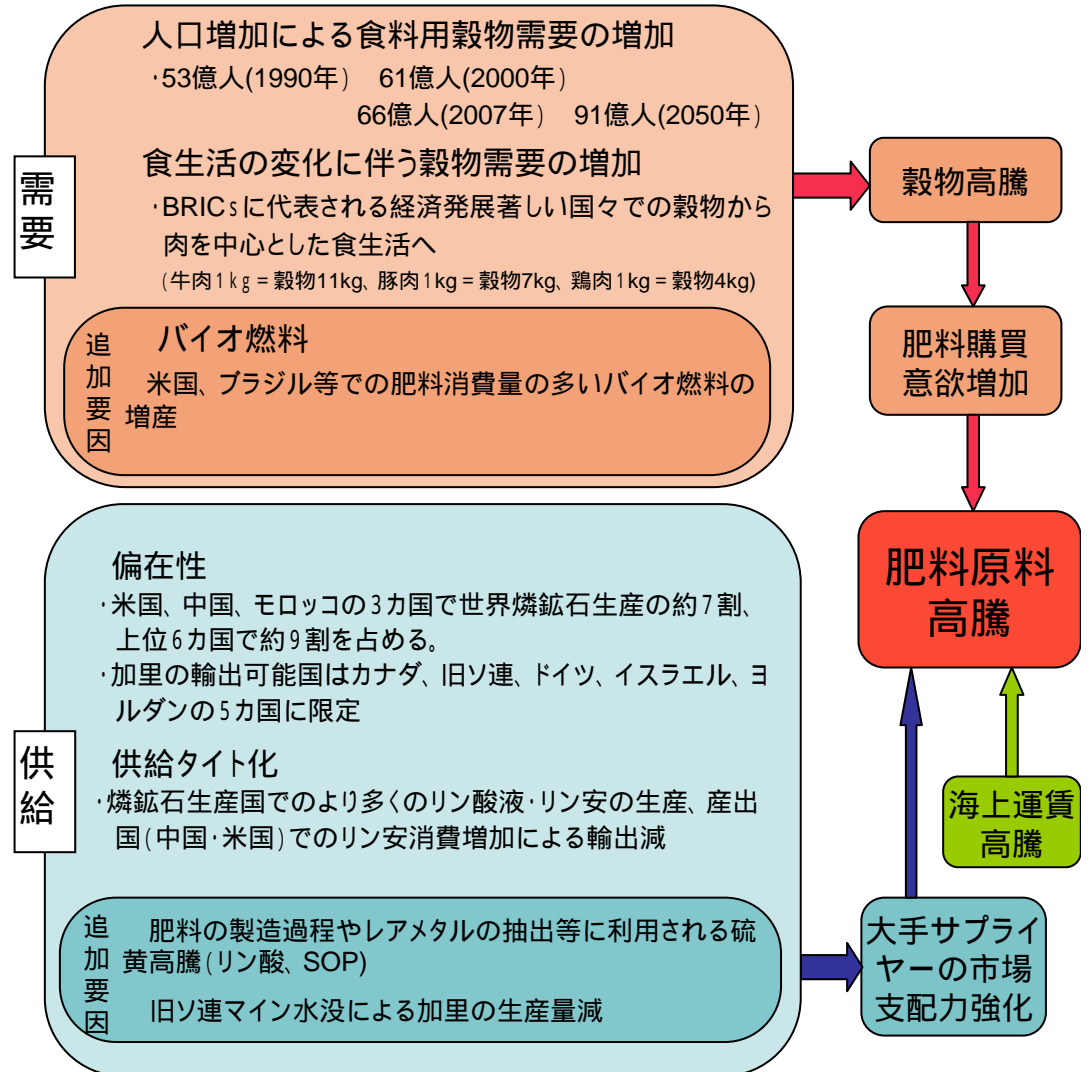 需要
人口増加による食料用穀物需要の増加
・53億人(1990年) 61億人(2000年)
66億人(2007年) 91億人(2050年)
食生活の変化に伴う穀物需要の増加
・BRICsに代表される経済発展著しい国々での穀物から
肉を中心とした食生活へ
(牛肉1kg=穀物11kg、豚肉1kg=穀物7kg、鶏肉1kg=穀物4kg)
追加要因
バイオ燃料
米国、ブラジル等での肥料消費量の多いバイオ燃料の
増産
穀物高騰
肥料購買
意欲増加
肥料原料
高騰
供給
偏在性
・米国、中国、モロッコの3カ国で世界燐鉱石生産の約7割、
上位6カ国で約9割を占める。
・加里の輸出可能国はカナダ、旧ソ連、ドイツ、イスラエル、ヨ
ルダンの5カ国に限定
供給タイト化
・燐鉱石生産国でのより多くのリン酸液・リン安の生産、産出
国(中国・米国)でのリン安消費増加による輸出減
追加要因
肥料の製造過程やレアメタルの抽出等に利用される硫
黄高騰(リン酸、SOP)
旧ソ連マイン水没による加里の生産量減
海上運賃
高騰
大手サプライ
ヤーの市場
支配力強化